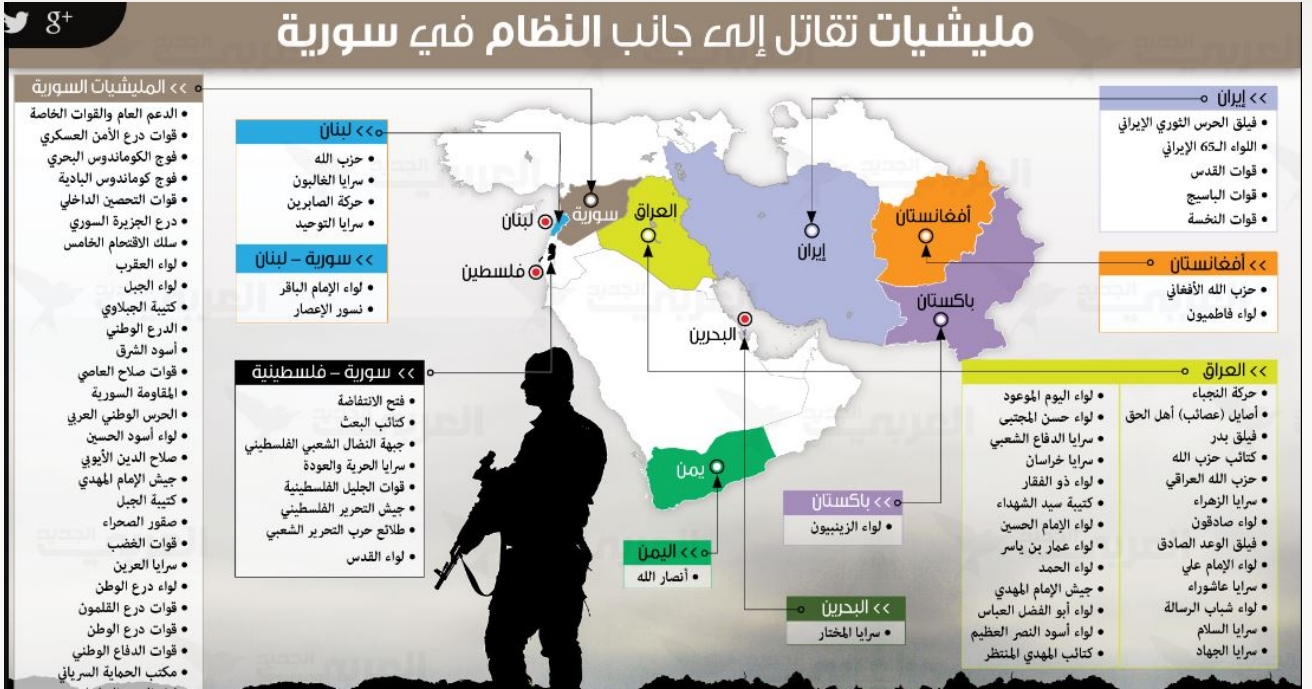 g+
مليشيات تقاتل إلى جانب النظام في سورية
>> إيران
• فيلق الحرس الثوري الإيراني
• اللواء الـ65 الإيراني
• قوات القدس
• قوات الباسيج
• قوات النخسة
>> أفغانستان
• حزب الله الأفغاني
• لواء فاطميون
>> العراق
• حركة النجباء
• أصايل (عصائب) أهل الحق
• فيلق بدر
• كتائب حزب الله
• حزب الله العراقي
• سرايا الزهراء
• لواء صادقون
• فيلق الوعد الصادق
• لواء الإمام علي
• سرايا عاشوراء
• لواء شباب الرسالة
• سرايا السلام
• سرايا الجهاد
• لواء اليوم الموعود
• لواء حسن المجتبى
• سرايا الدفاع الشعبي
• سرايا خراسان
• لواء ذو الفقار
• كتيبة سيد الشهداء
• لواء الإمام الحسين
• لواء عمار بن ياسر
• لواء الحمد
• جيش الإمام المهدي
• لواء أبو الفضل العباس
• لواء أسود النصر العظيم
• كتائب المهدي المنتظر
أفغانستان
باكستان
إيران
العراق
سورية
لبنان
فلسطين
البحرين
يمن
>> باكستان
• لواء الزينبيون
>> اليمن
• أنصار الله
>> البحرين
• سرايا المختار
>> لبنان
• حزب الله
• سرايا الغالبون
• حركة الصابرين
• سرايا التوحيد
>> سورية – لبنان
• لواء الإمام الباقر
• نسور الإعصار
>> سورية – فلسطينية
• فتح الانتفاضة
• كتائب البعث
• جبهة النضال الشعبي الفلسطيني
• سرايا الحرية والعودة
• قوات الجليل الفلسطينية
• جيش التحرير الفلسطيني
• طلائع حرب التحرير الشعبي
• لواء القدس
>> المليشيات السورية
• الدعم العام والقوات الخاصة
• قوات درع الأمن العسكري
• فوج الكوماندوس البحري
• فوج كوماندوس البادية
• قوات التحصين الداخلي
• درع الجزيرة السوري
• سلك الاقتحام الخامس
• لواء العقرب
• لواء الجبل
• كتيبة الجبلاوي
• الدرع الوطني
• أسود الشرق
• قوات صلاح العاصي
• المقاومة السورية
• الحرس الوطني العربي
• لواء أسود الحسين
• صلاح الدين الأيوبي
• جيش الإمام المهدي
• كتيبة الجبل
• صقور الصحراء
• قوات الغضب
• سرايا العرين
• لواء درع الوطن
• قوات درع القلمون
• قوات درع الوطن
• قوات الدفاع الوطني
• مكتب الحماية السرياني
العربي الجديد